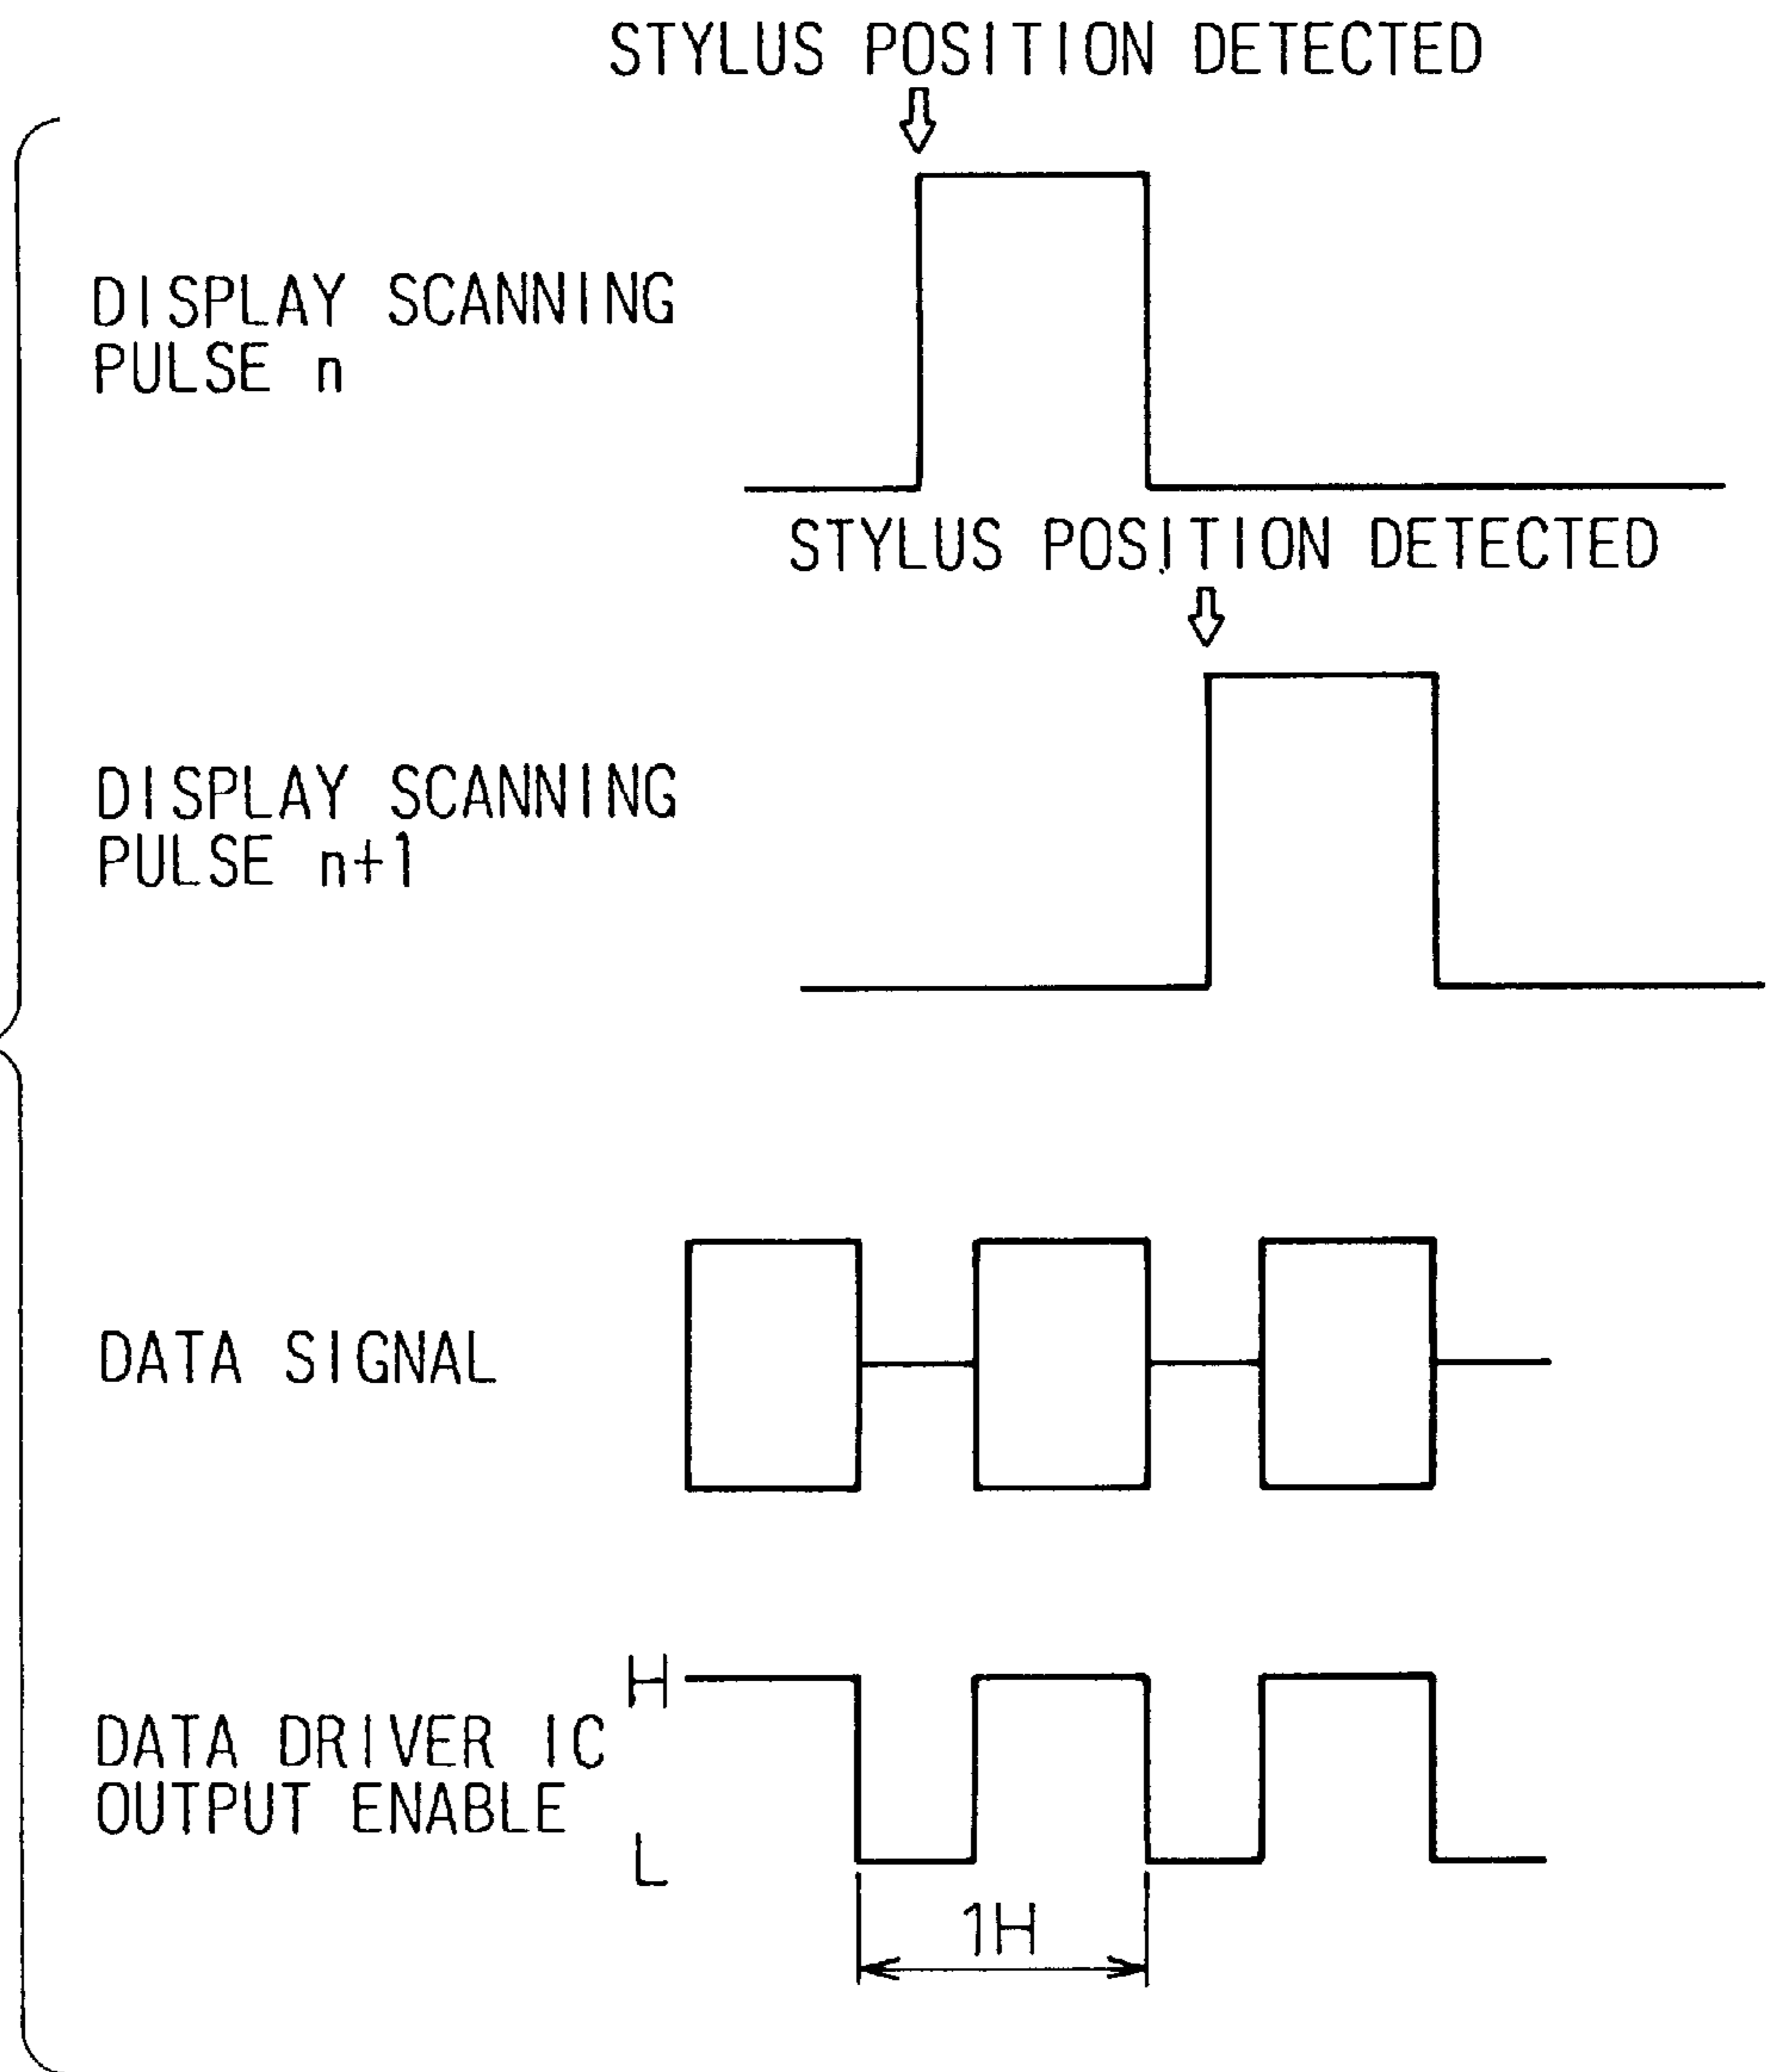 STYLUS POSITION DETECTED
DISPLAY SCANNING
PULSE n
STYLUS POSITION DETECTED
DISPLAY SCANNING
PULSE n+1
DATA SIGNAL
H
DATA DRIVER IC
OUTPUT ENABLE
L
1H